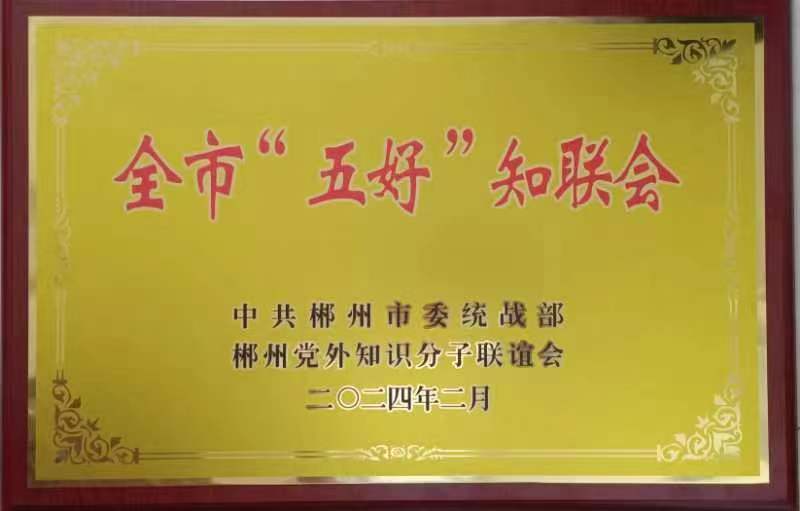 全市“五好”知联会
中共郴州市委统战部
郴州党外知识分子联谊会
二〇二四年二月